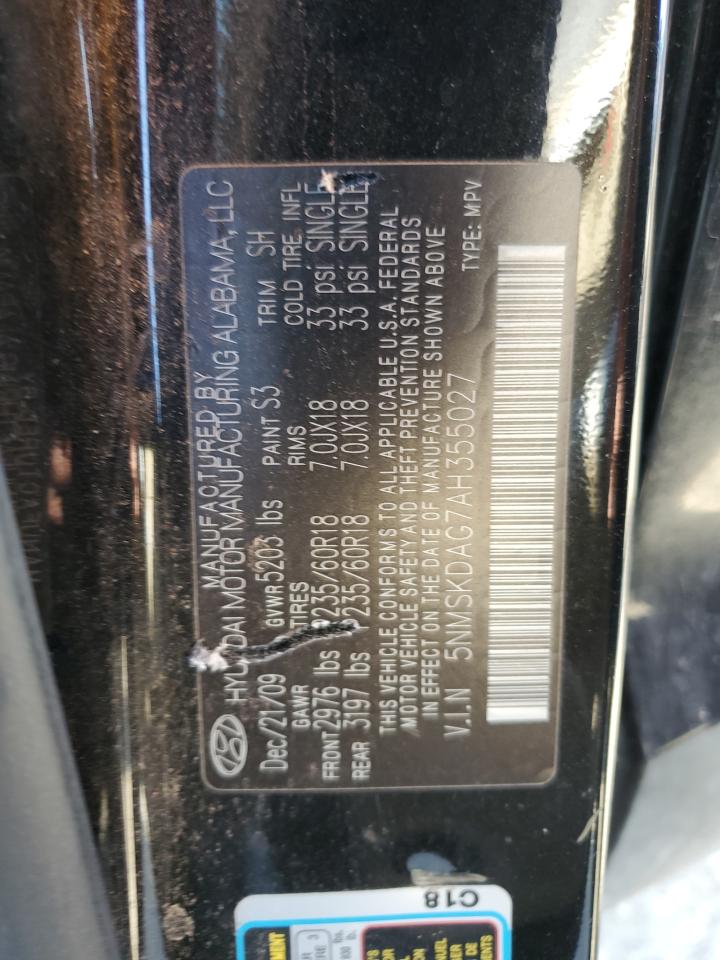 MANUFACTURED BY
HYUNDAI MOTOR MANUFACTURING ALABAMA, LLC
Dec/21/09 GVWR 5203 lbs PAINT S3 TRIM SH
GAWR TIRES RIMS COLD TIRE. INFL
FRONT 2976 lbs 235/60R18 7.0JX18 33 psi SINGLE
REAR 3197 lbs 235/60R18 7.0JX18 33 psi SINGLE
THIS VEHICLE CONFORMS TO ALL APPLICABLE U.S.A. FEDERAL
MOTOR VEHICLE SAFETY AND THEFT PREVENTION STANDARDS
IN EFFECT ON THE DATE OF MANUFACTURE SHOWN ABOVE
V.I.N 5NMSKDAG7AH355027 TYPE: MPV
C18